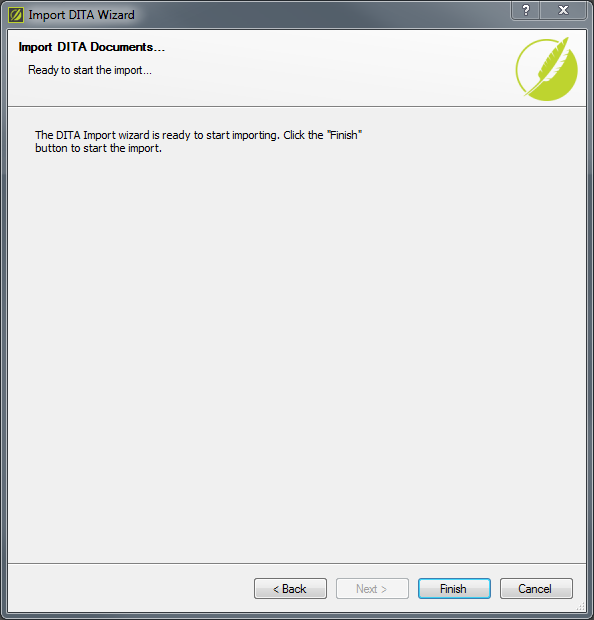 Import DITA Wizard
?
X
Import DITA Documents...
Ready to start the import...
The DITA Import wizard is ready to start importing. Click the "Finish"
button to start the import.
< Back
Next >
Finish
Cancel